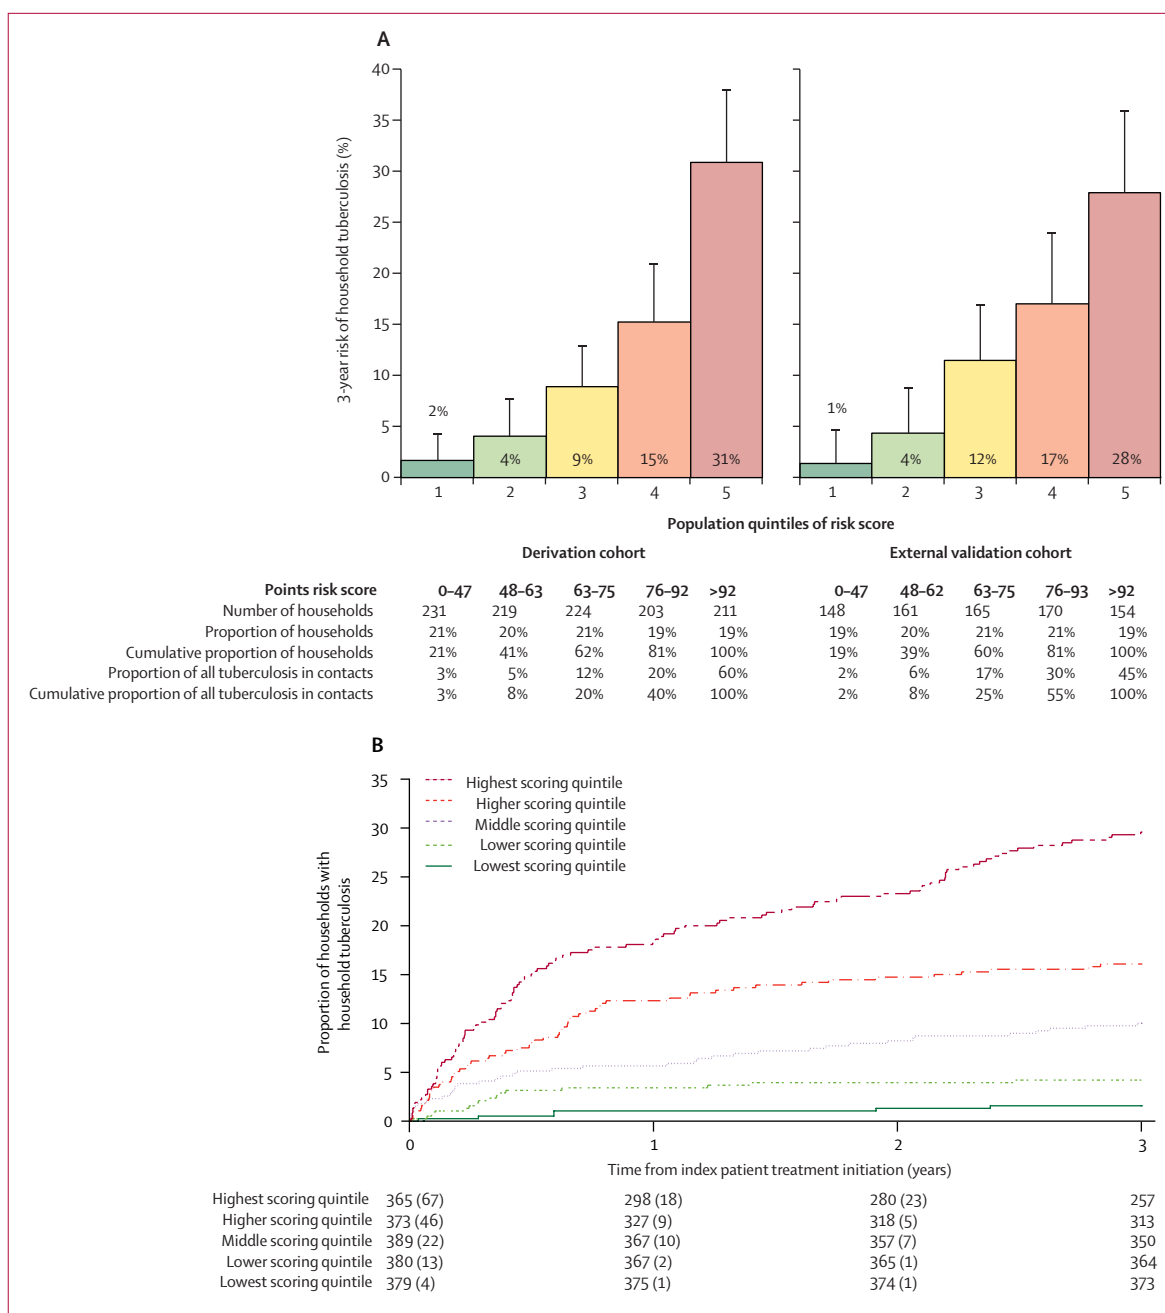 A
3-year risk of household tuberculosis (%)
40
35
30
25
20
15
10
5
0
2%
4%
9%
15%
31%
1%
4%
12%
17%
28%
1 2 3 4 5 1 2 3 4 5
Population quintiles of risk score
Derivation cohort External validation cohort
Points risk score 0–47 48–63 63–75 76–92 >92 0–47 48–62 63–75 76–93 >92
Number of households 231 219 224 203 211 148 161 165 170 154
Proportion of households 21% 20% 21% 19% 19% 19% 20% 21% 21% 19%
Cumulative proportion of households 21% 41% 62% 81% 100% 19% 39% 60% 81% 100%
Proportion of all tuberculosis in contacts 3% 5% 12% 20% 60% 2% 6% 17% 30% 45%
Cumulative proportion of all tuberculosis in contacts 3% 8% 20% 40% 100% 2% 8% 25% 55% 100%
B
Proportion of households with
household tuberculosis
35
30
25
20
15
10
5
0
Highest scoring quintile
Higher scoring quintile
Middle scoring quintile
Lower scoring quintile
Lowest scoring quintile
0 1 2 3
Time from index patient treatment initiation (years)
Highest scoring quintile 365 (67) 298 (18) 280 (23) 257
Higher scoring quintile 373 (46) 327 (9) 318 (5) 313
Middle scoring quintile 389 (22) 367 (10) 357 (7) 350
Lower scoring quintile 380 (13) 367 (2) 365 (1) 364
Lowest scoring quintile 379 (4) 375 (1) 374 (1) 373